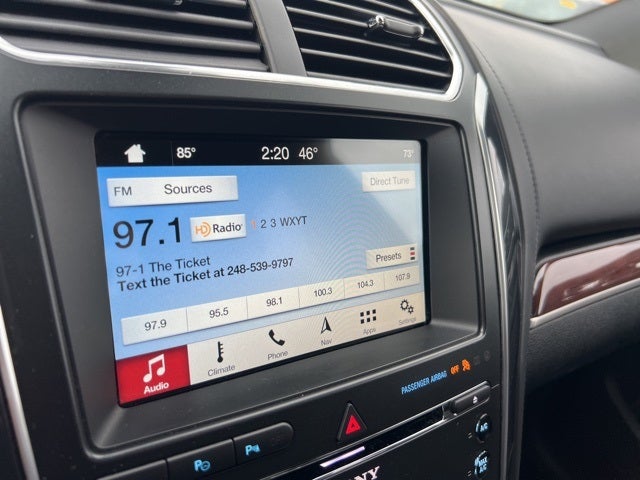 85° 2:20 46° 73°
FM Sources Direct Tune
97.1 HD Radio 1 2 3 WXYT
97-1 The Ticket
Text the Ticket at 248-539-9797
Presets
97.9 95.5 98.1 100.3 104.3 107.9
Audio Climate Phone Nav Apps Settings
PASSENGER AIRBAG OFF
A/C
MAX A/C
NY